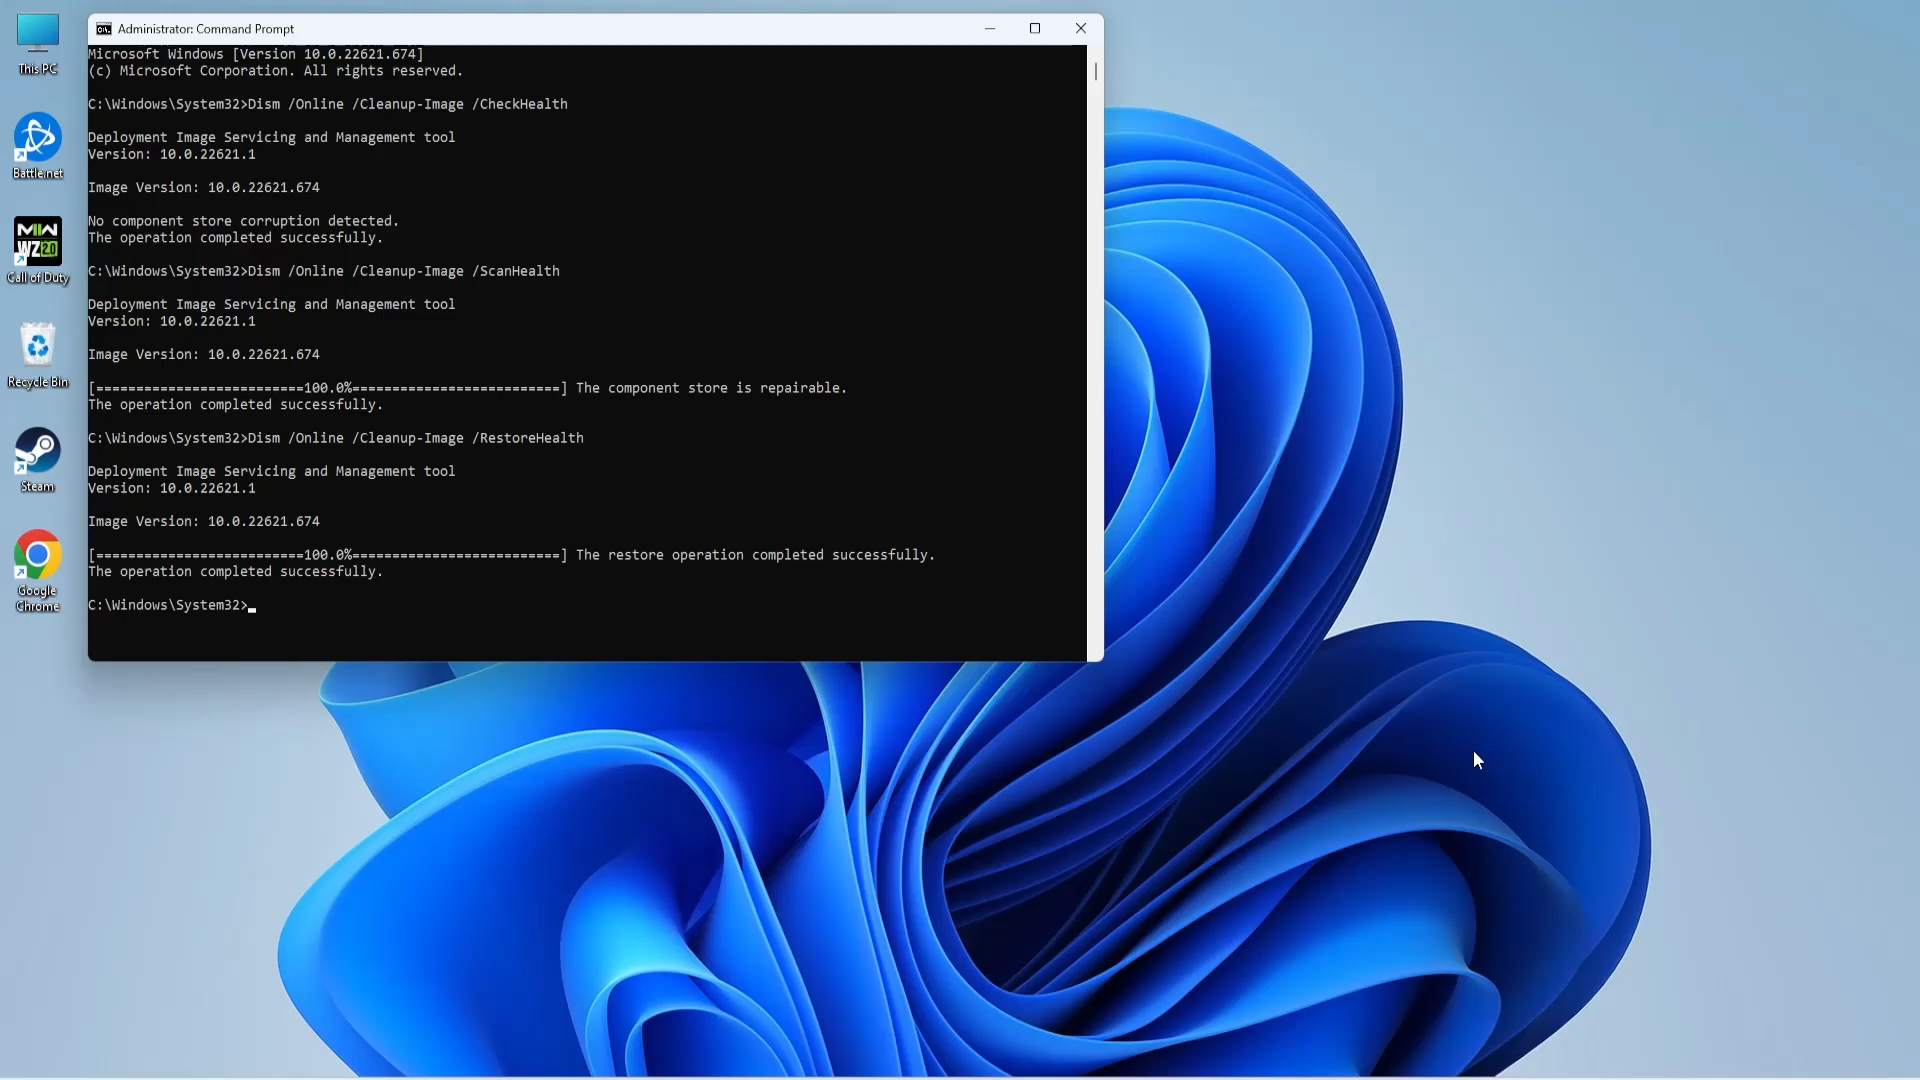 Administrator: Command Prompt
Microsoft Windows [Version 10.0.22621.674]
(c) Microsoft Corporation. All rights reserved.
C:\Windows\System32>Dism /Online /Cleanup-Image /CheckHealth
Deployment Image Servicing and Management tool
Version: 10.0.22621.1
Image Version: 10.0.22621.674
No component store corruption detected.
The operation completed successfully.
C:\Windows\System32>Dism /Online /Cleanup-Image /ScanHealth
Deployment Image Servicing and Management tool
Version: 10.0.22621.1
Image Version: 10.0.22621.674
[==========================100.0%==========================] The component store is repairable.
The operation completed successfully.
C:\Windows\System32>Dism /Online /Cleanup-Image /RestoreHealth
Deployment Image Servicing and Management tool
Version: 10.0.22621.1
Image Version: 10.0.22621.674
[==========================100.0%==========================] The restore operation completed successfully.
The operation completed successfully.
C:\Windows\System32>
This PC
Battle.net
MW
WZ 2.0
Call of Duty
Recycle Bin
Steam
Google
Chrome